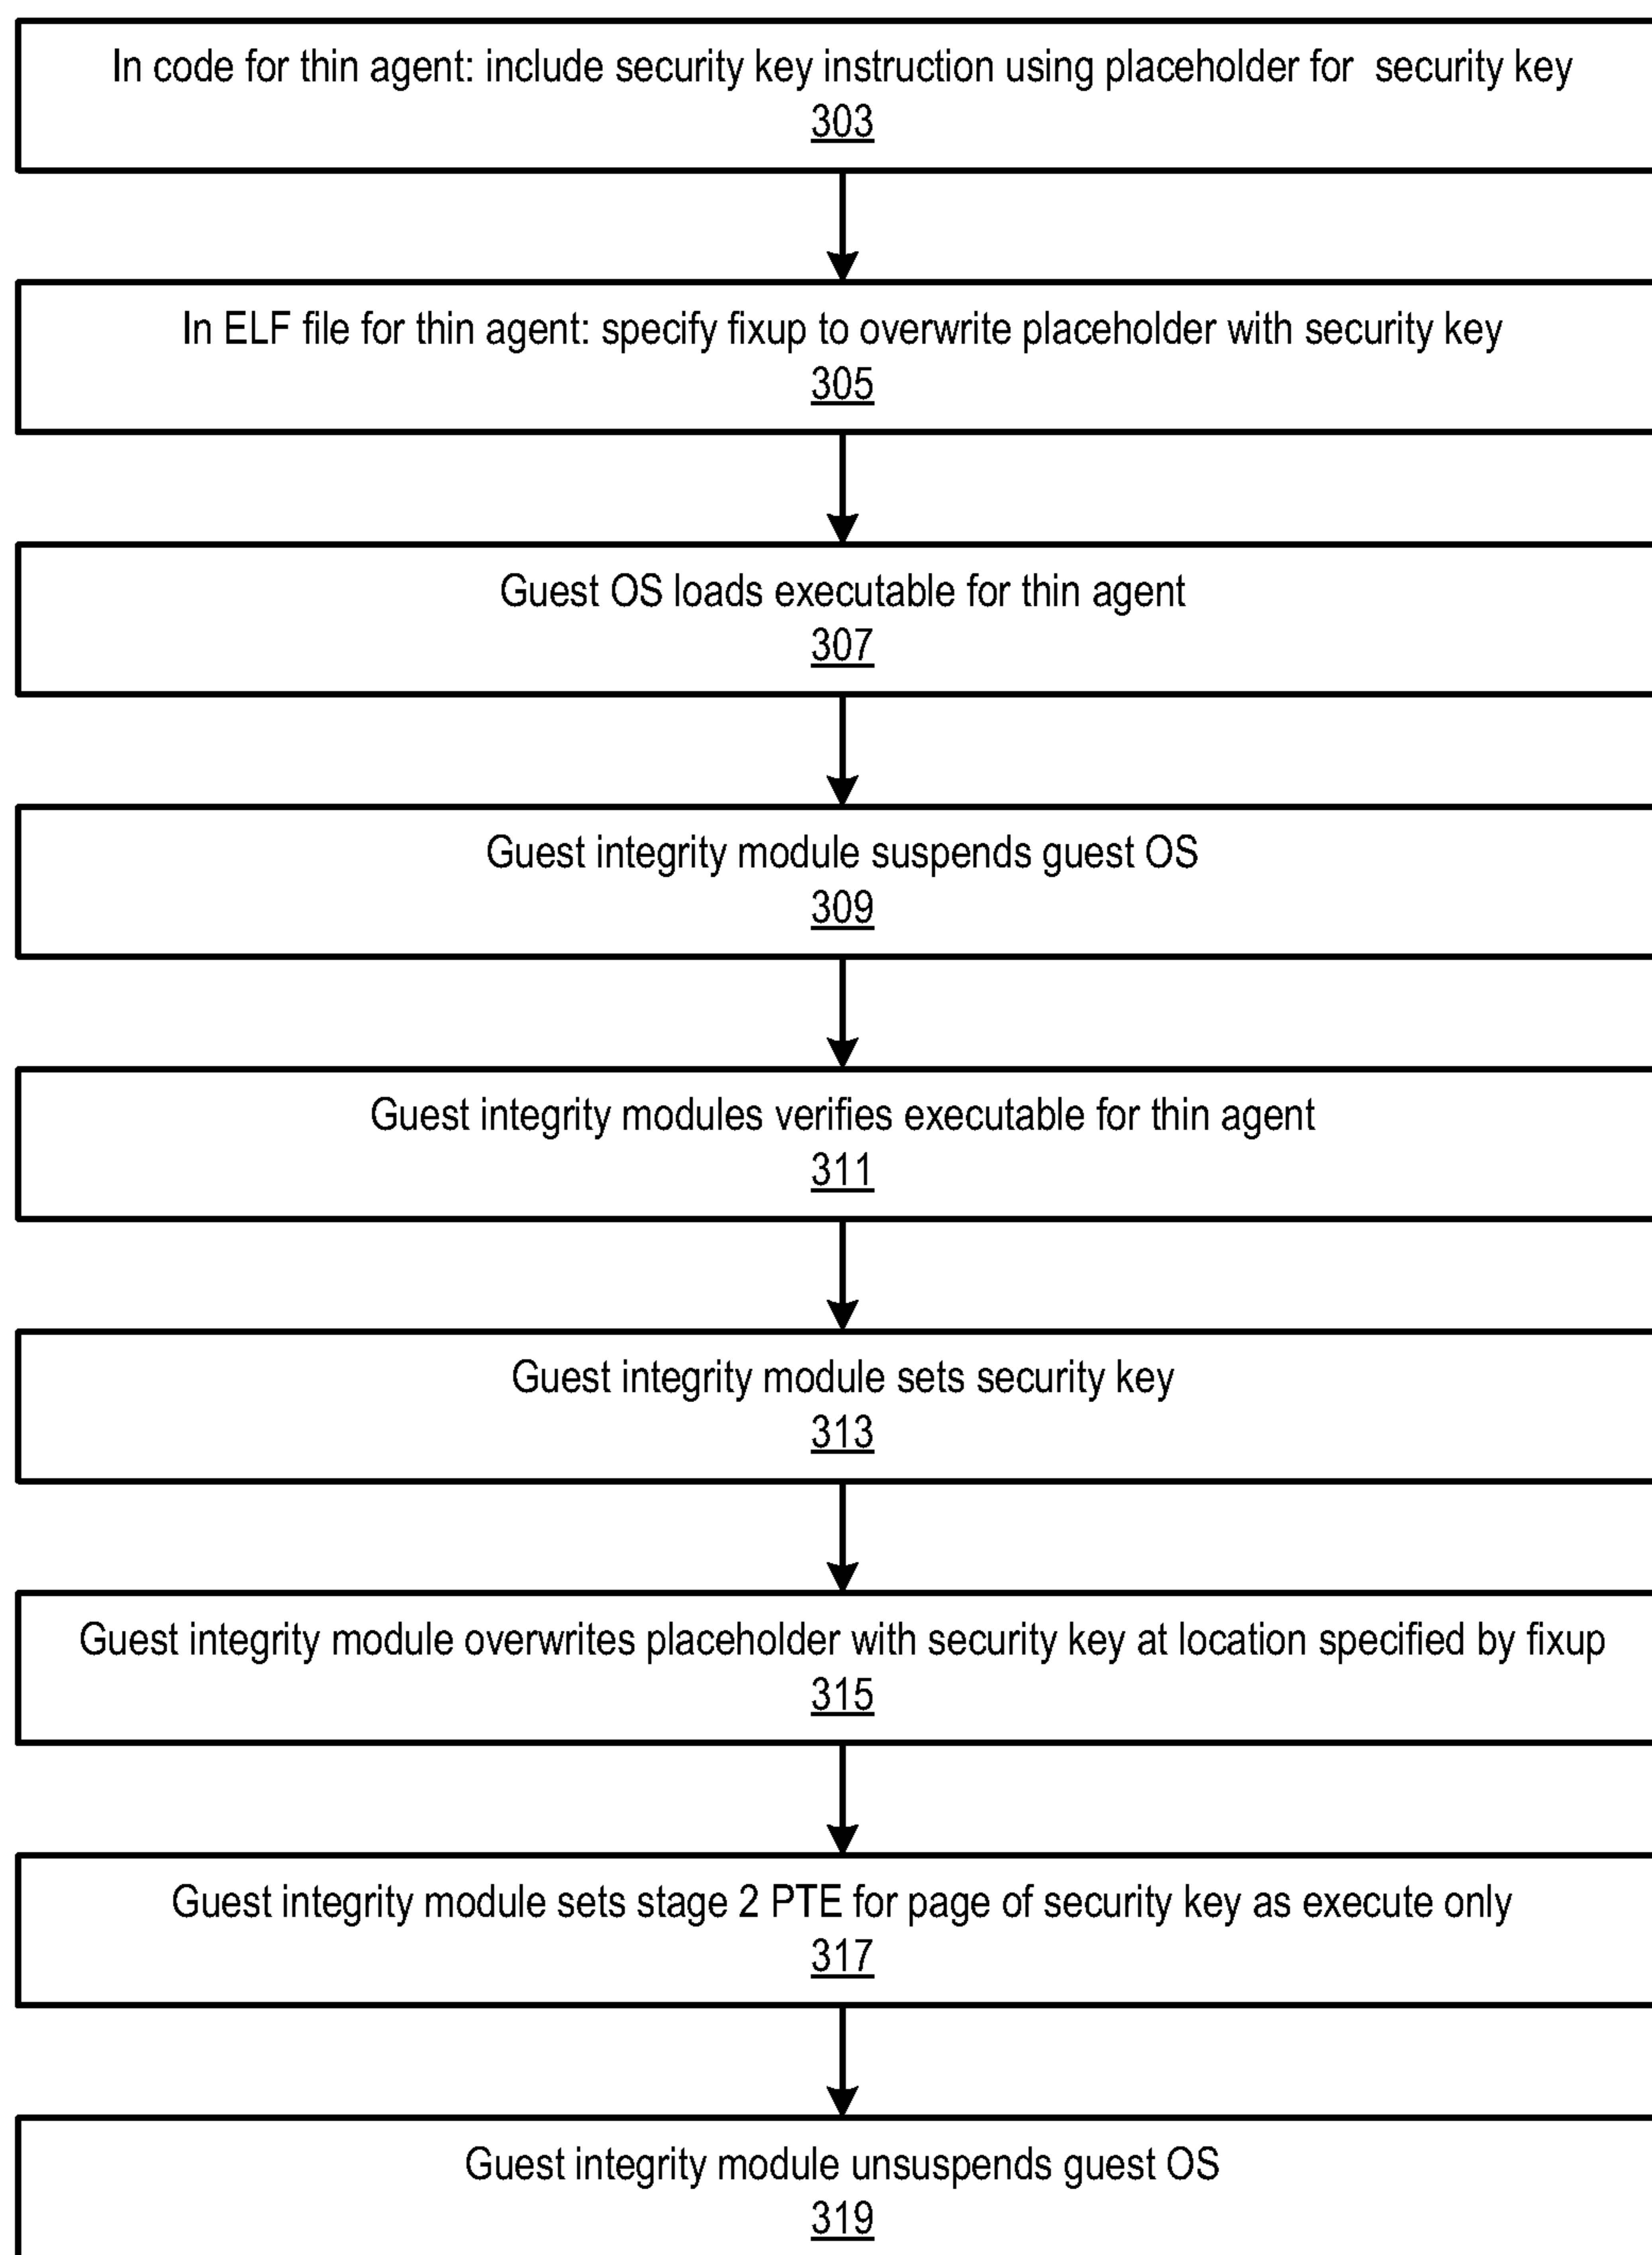 In code for thin agent: include security key instruction using placeholder for security key
303
In ELF file for thin agent: specify fixup to overwrite placeholder with security key
305
Guest OS loads executable for thin agent
307
Guest integrity module suspends guest OS
309
Guest integrity modules verifies executable for thin agent
311
Guest integrity module sets security key
313
Guest integrity module overwrites placeholder with security key at location specified by fixup
315
Guest integrity module sets stage 2 PTE for page of security key as execute only
317
Guest integrity module unsuspends guest OS
319